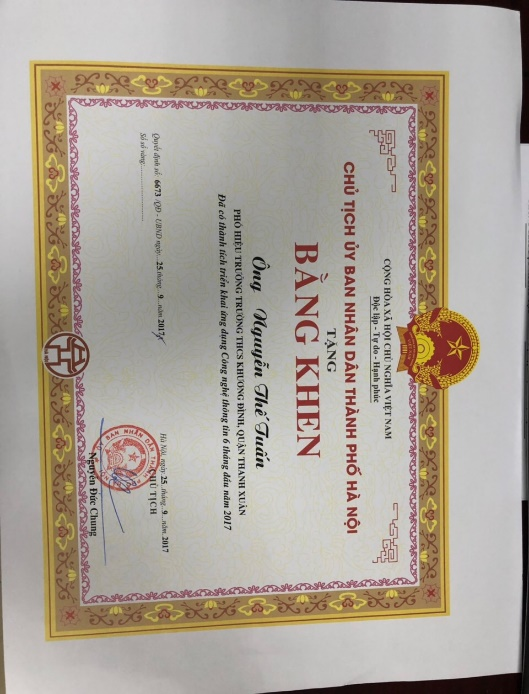 CỘNG HÒA XÃ HỘI CHỦ NGHĨA VIỆT NAM
Độc lập - Tự do - Hạnh phúc
CHỦ TỊCH ỦY BAN NHÂN DÂN THÀNH PHỐ HÀ NỘI
TẶNG
BẰNG KHEN
Ông Nguyễn Thế Tuấn
PHÓ HIỆU TRƯỞNG TRƯỜNG THCS KHƯƠNG ĐÌNH, QUẬN THANH XUÂN
Đã có thành tích triển khai ứng dụng Công nghệ thông tin 6 tháng đầu năm 2017
Quyết định số: 6673 /QĐ - UBND ngày...25.tháng...9...năm 2017
Số sổ vàng:....................
Hà Nội, ngày 25 .tháng. 9 ..năm 2017
CHỦ TỊCH
Nguyễn Đức Chung